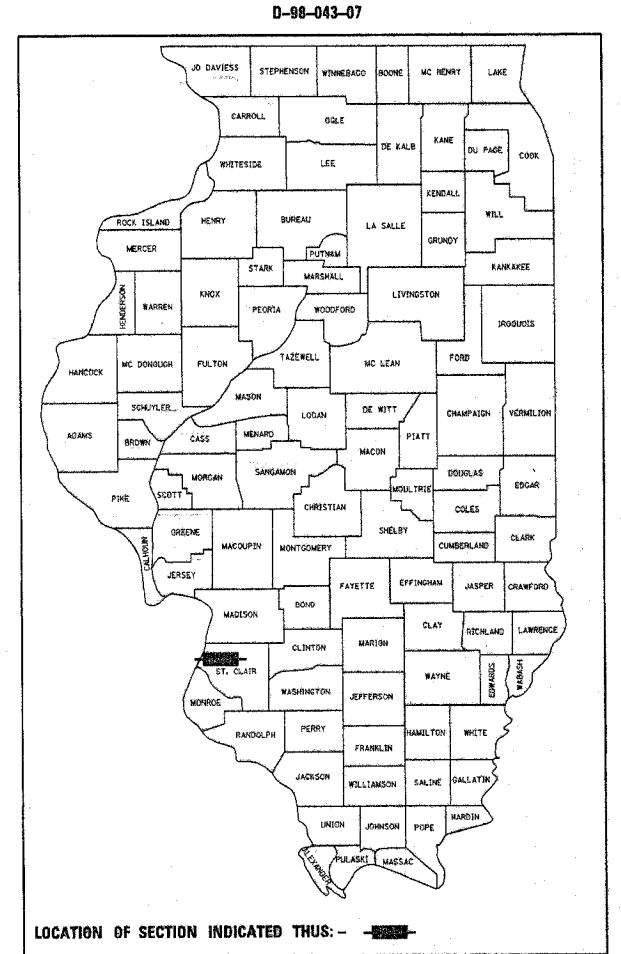 D-98-043-07
JO DAVIESS
STEPHENSON
WINNEBAGO
BOONE
MC HENRY
LAKE
CARROLL
OGLE
DE KALB
KANE
DU PAGE
COOK
WHITESIDE
LEE
KENDALL
WILL
ROCK ISLAND
HENRY
BUREAU
LA SALLE
GRUNDY
MERCER
PUTNAM
KANKAKEE
STARK
MARSHALL
HENDERSON
WARREN
KNOX
PEORIA
WOODFORD
LIVINGSTON
IROQUOIS
HANCOCK
MC DONOUGH
FULTON
TAZEWELL
MC LEAN
FORD
MASON
SCHUYLER
LOGAN
DE WITT
CHAMPAIGN
VERMILION
ADAMS
BROWN
CASS
MENARD
PIATT
MACON
SANGAMON
MORGAN
DOUGLAS
EDGAR
PIKE
SCOTT
CHRISTIAN
MOULTRIE
COLES
CALHOUN
GREENE
MACOUPIN
MONTGOMERY
SHELBY
CUMBERLAND
CLARK
JERSEY
FAYETTE
EFFINGHAM
JASPER
CRAWFORD
MADISON
BOND
CLAY
RICHLAND
LAWRENCE
CLINTON
MARION
ST. CLAIR
WAYNE
EDWARDS
WABASH
MONROE
WASHINGTON
JEFFERSON
RANDOLPH
PERRY
HAMILTON
WHITE
FRANKLIN
JACKSON
WILLIAMSON
SALINE
GALLATIN
UNION
JOHNSON
POPE
HARDIN
ALEXANDER
PULASKI
MASSAC
LOCATION OF SECTION INDICATED THUS: -